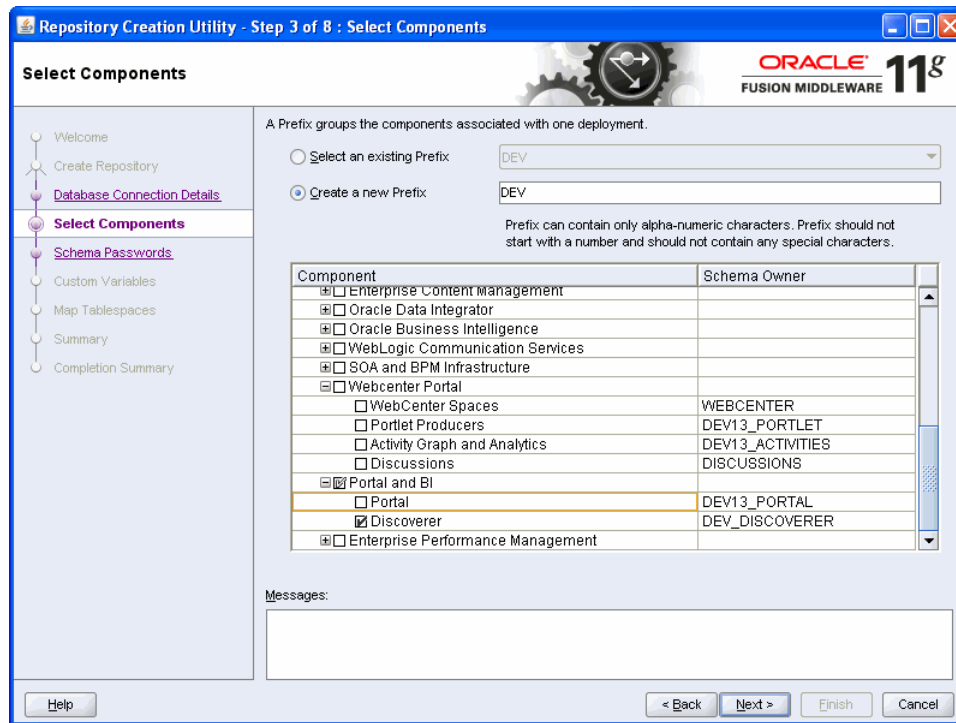 Repository Creation Utility - Step 3 of 8 : Select Components
Select Components
ORACLE
FUSION MIDDLEWARE
11g
Welcome
Create Repository
Database Connection Details
Select Components
Schema Passwords
Custom Variables
Map Tablespaces
Summary
Completion Summary
A Prefix groups the components associated with one deployment.
Select an existing Prefix DEV
Create a new Prefix DEV
Prefix can contain only alpha-numeric characters. Prefix should not
start with a number and should not contain any special characters.
Component Schema Owner
Enterprise Content Management
Oracle Data Integrator
Oracle Business Intelligence
WebLogic Communication Services
SOA and BPM Infrastructure
Webcenter Portal
WebCenter Spaces WEBCENTER
Portlet Producers DEV13_PORTLET
Activity Graph and Analytics DEV13_ACTIVITIES
Discussions DISCUSSIONS
Portal and BI
Portal DEV13_PORTAL
Discoverer DEV_DISCOVERER
Enterprise Performance Management
Messages:
Help < Back Next > Finish Cancel